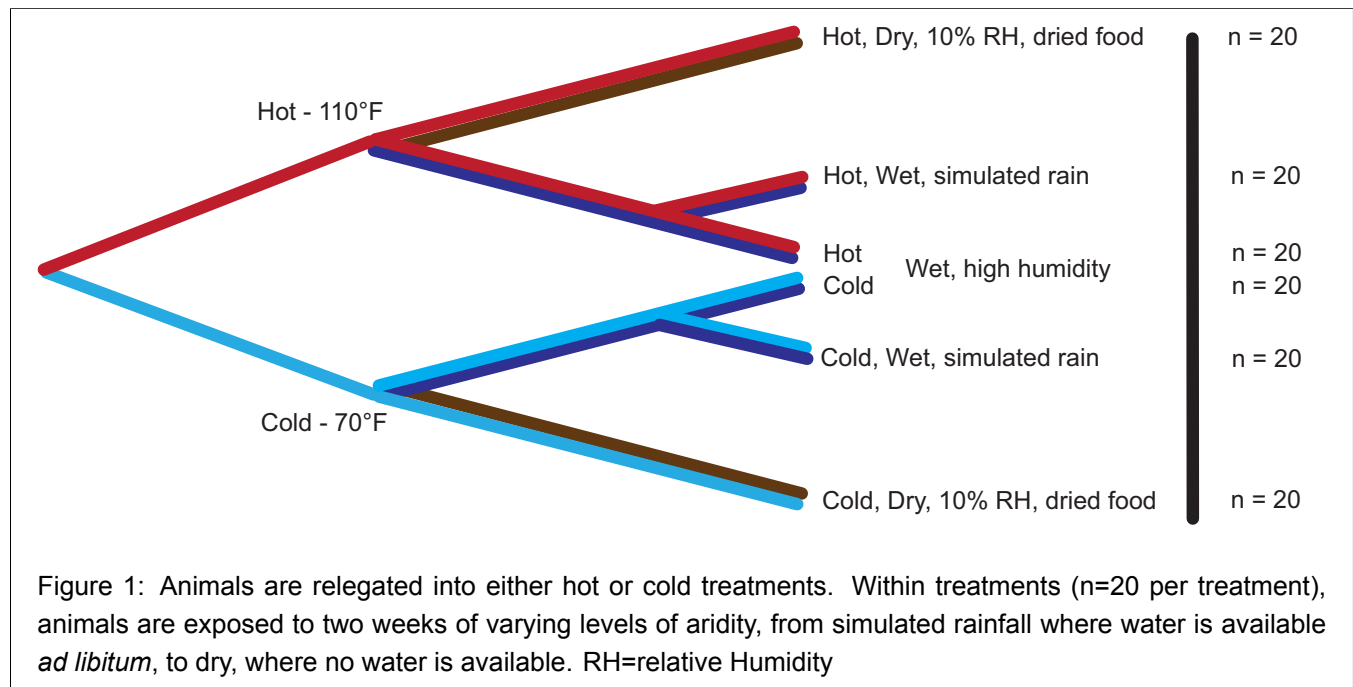 Hot, Dry, 10% RH, dried food n = 20
Hot - 110°F
Hot, Wet, simulated rain n = 20
Hot n = 20
Wet, high humidity
Cold n = 20
Cold, Wet, simulated rain n = 20
Cold - 70°F
Cold, Dry, 10% RH, dried food n = 20
Figure 1: Animals are relegated into either hot or cold treatments. Within treatments (n=20 per treatment),
animals are exposed to two weeks of varying levels of aridity, from simulated rainfall where water is available
ad libitum, to dry, where no water is available. RH=relative Humidity